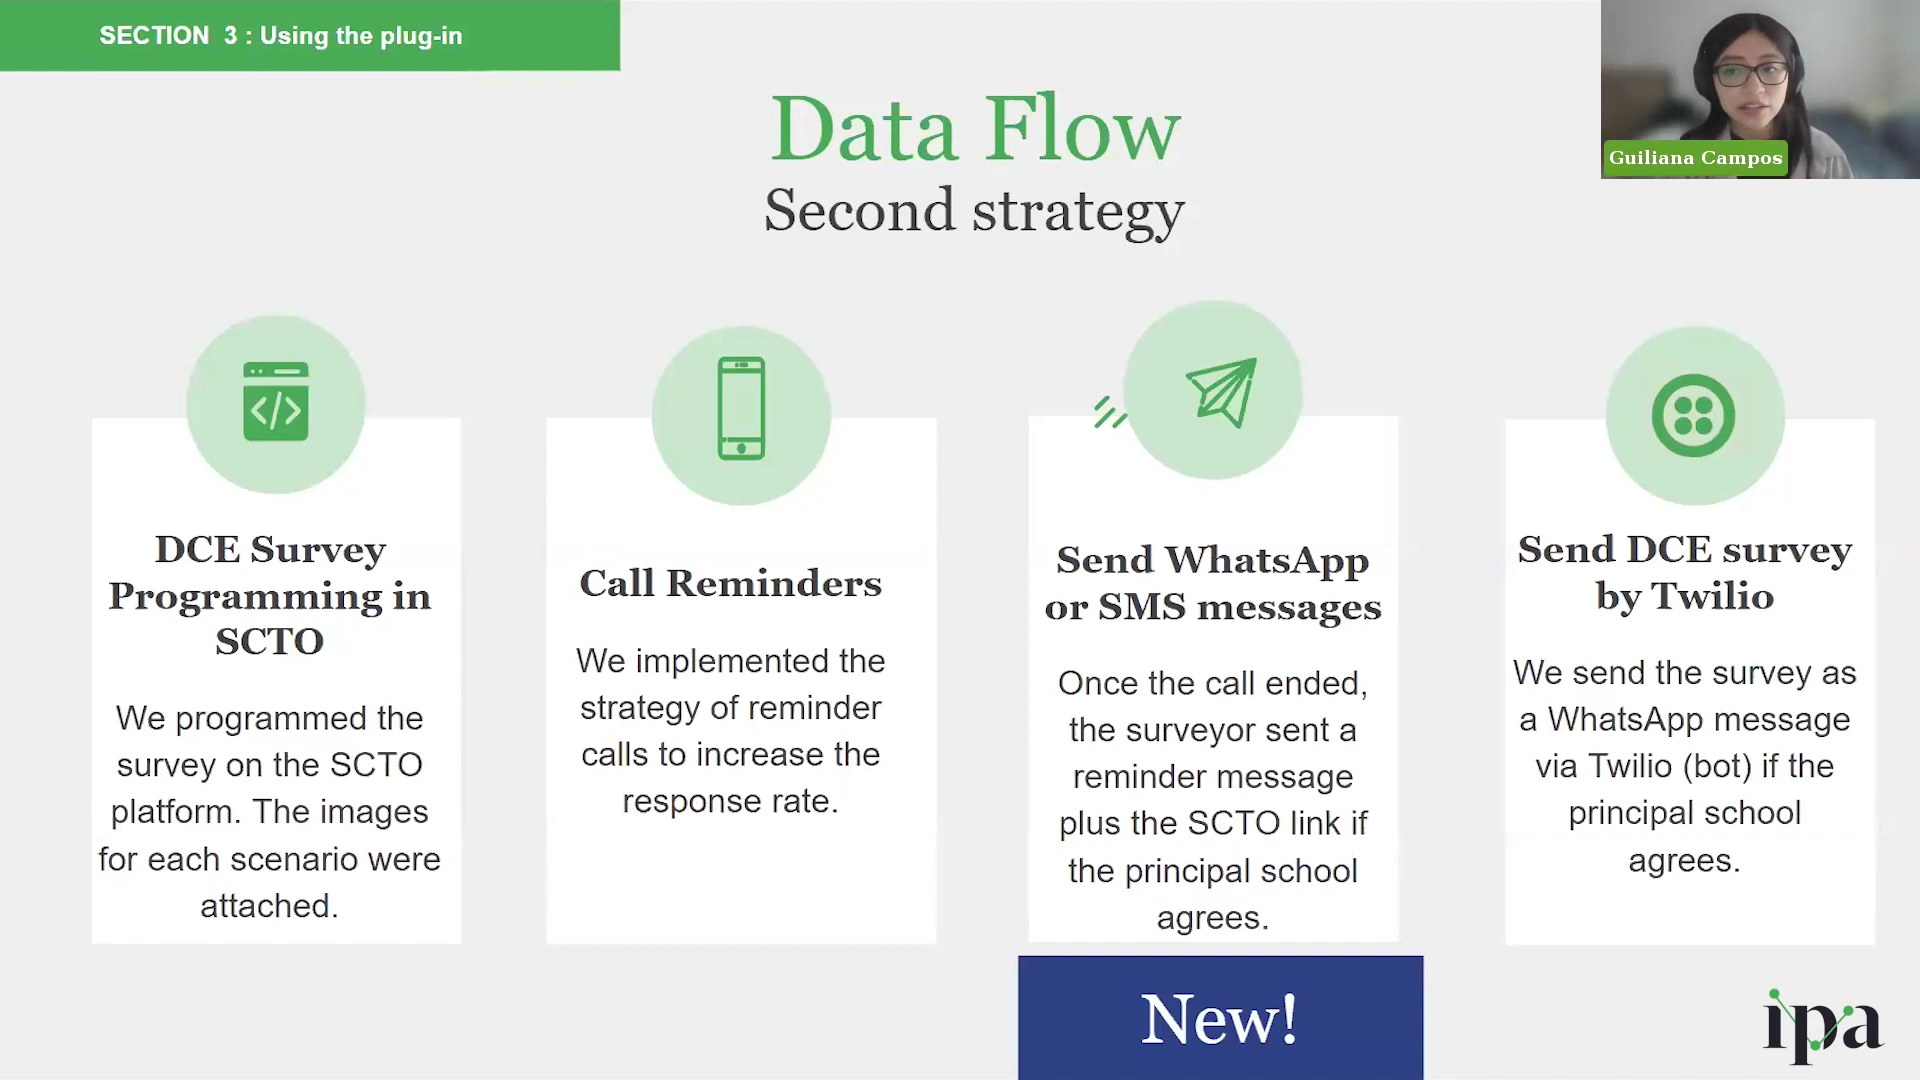 SECTION 3 : Using the plug-in
Guiliana Campos
Data Flow
Second strategy
DCE Survey
Programming in
SCTO
We programmed the
survey on the SCTO
platform. The images
for each scenario were
attached.
Call Reminders
We implemented the
strategy of reminder
calls to increase the
response rate.
Send WhatsApp
or SMS messages
Once the call ended,
the surveyor sent a
reminder message
plus the SCTO link if
the principal school
agrees.
New!
Send DCE survey
by Twilio
We send the survey as
a WhatsApp message
via Twilio (bot) if the
principal school
agrees.
ipa